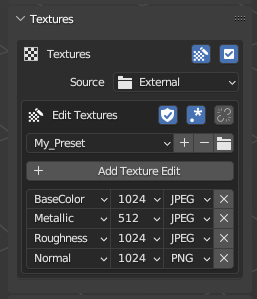 Textures
Textures
Source External
Edit Textures
My_Preset
Add Texture Edit
BaseColor 1024 JPEG
Metallic 512 JPEG
Roughness 1024 JPEG
Normal 1024 PNG